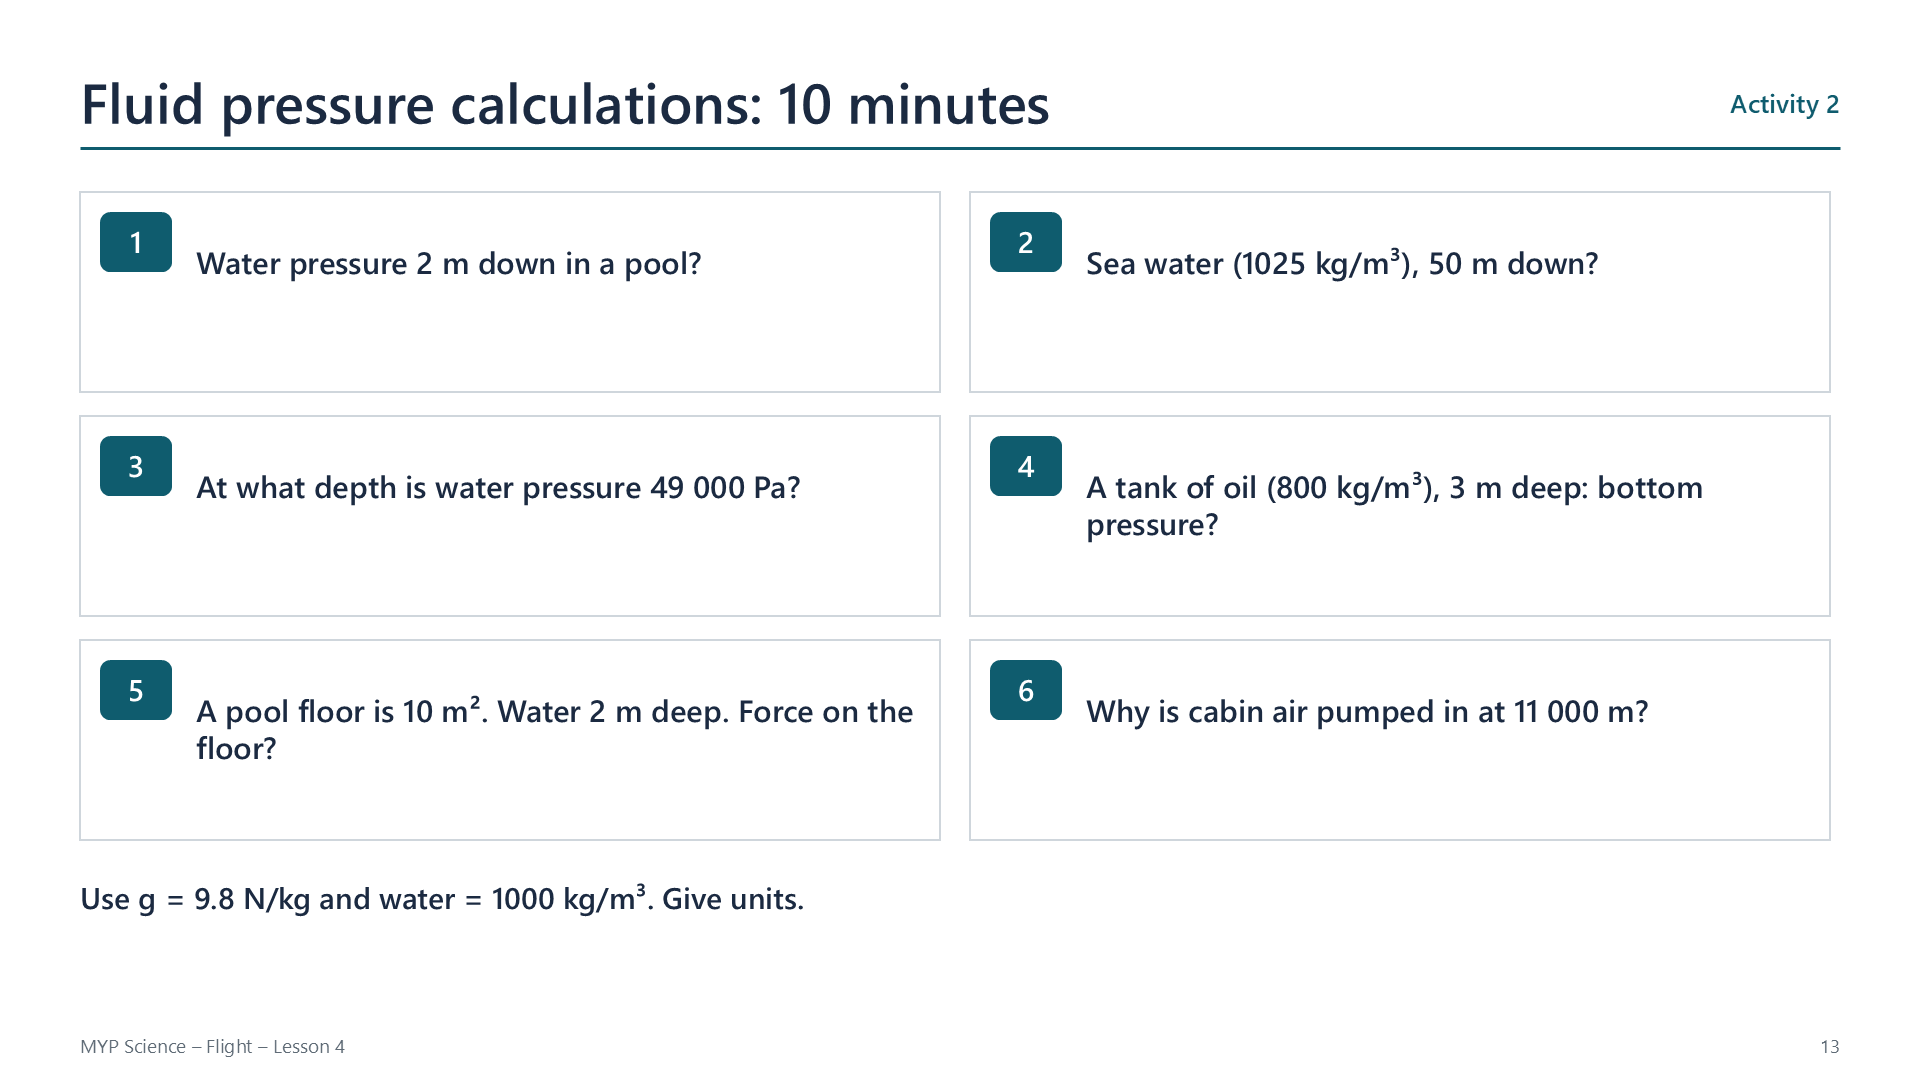 Fluid pressure calculations: 10 minutes
Activity 2
1
Water pressure 2 m down in a pool?
2
Sea water (1025 kg/m³), 50 m down?
3
At what depth is water pressure 49 000 Pa?
4
A tank of oil (800 kg/m³), 3 m deep: bottom
pressure?
5
A pool floor is 10 m². Water 2 m deep. Force on the
floor?
6
Why is cabin air pumped in at 11 000 m?
Use g = 9.8 N/kg and water = 1000 kg/m³. Give units.
MYP Science – Flight – Lesson 4
13